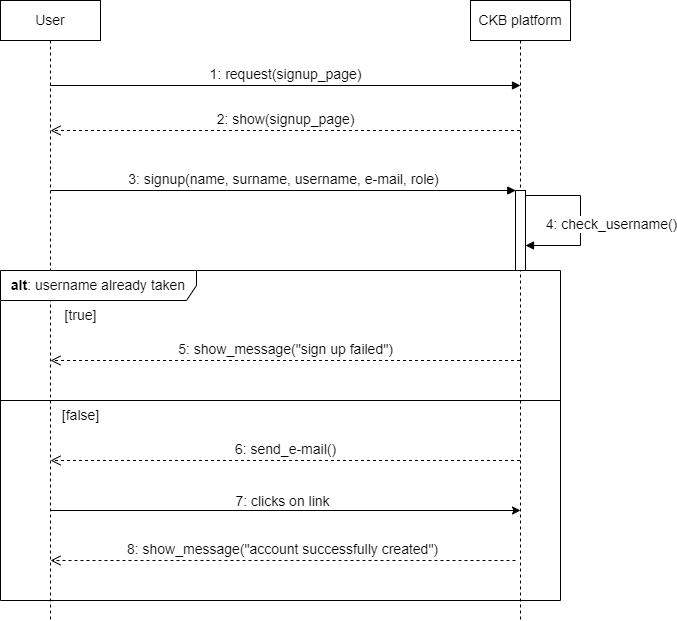 User
CKB platform
1: request(signup_page)
2: show(signup_page)
3: signup(name, surname, username, e-mail, role)
4: check_username()
alt: username already taken
[true]
5: show_message("sign up failed")
[false]
6: send_e-mail()
7: clicks on link
8: show_message("account successfully created")